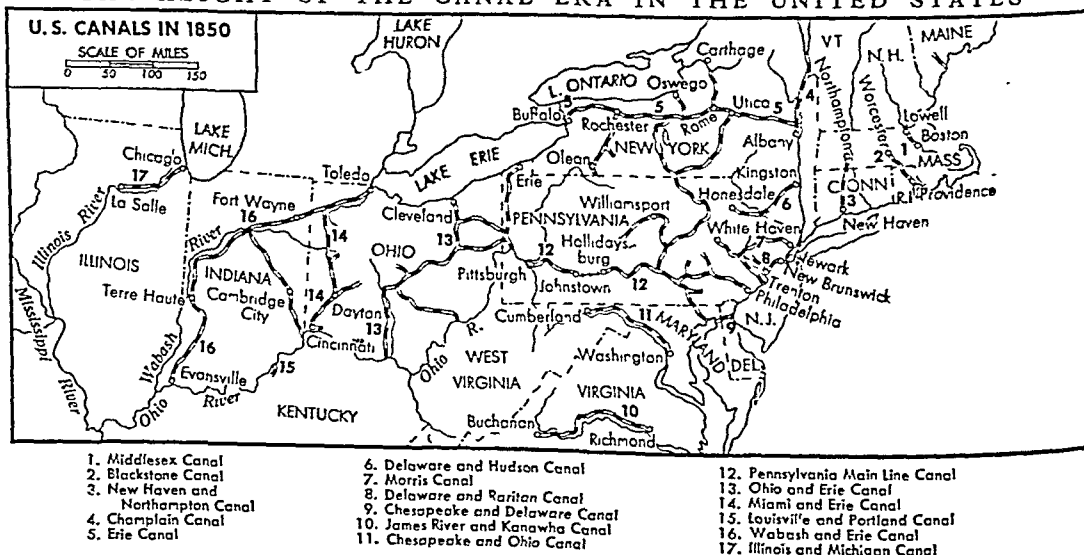 OF THE CANAL ERA IN THE UNITED STATES
U.S. CANALS IN 1850
SCALE OF MILES
0 50 100 150
LAKE HURON
LAKE MICH.
L. ONTARIO
LAKE ERIE
Carthage
Oswego
VT
N.H.
MAINE
Northampton
Worcester
Lowell
Boston
MASS
CONN
R.I.
Providence
New Haven
Buffalo
Rochester
Rome
Utica
Albany
NEW YORK
Kingston
Honesdale
Olean
Erie
PENNSYLVANIA
Williamsport
White Haven
Hollidaysburg
Johnstown
Pittsburgh
Newark
New Brunswick
Trenton
Philadelphia
N.J.
DEL.
MARYLAND
Cumberland
Washington
VIRGINIA
WEST VIRGINIA
Buchanan
Richmond
Chicago
La Salle
Illinois River
ILLINOIS
Mississippi River
Toledo
Fort Wayne
Cleveland
OHIO
INDIANA
Cambridge City
Terre Haute
Wabash River
Evansville
Ohio River
Dayton
Cincinnati
Ohio R.
KENTUCKY
1 2 3 4 5 5 5 6 7 8 9 10 11 12 12 13 13 14 14 15 16 16 17
1. Middlesex Canal
2. Blackstone Canal
3. New Haven and
Northampton Canal
4. Champlain Canal
5. Erie Canal
6. Delaware and Hudson Canal
7. Morris Canal
8. Delaware and Raritan Canal
9. Chesapeake and Delaware Canal
10. James River and Kanawha Canal
11. Chesapeake and Ohio Canal
12. Pennsylvania Main Line Canal
13. Ohio and Erie Canal
14. Miami and Erie Canal
15. Louisville and Portland Canal
16. Wabash and Erie Canal
17. Illinois and Michigan Canal